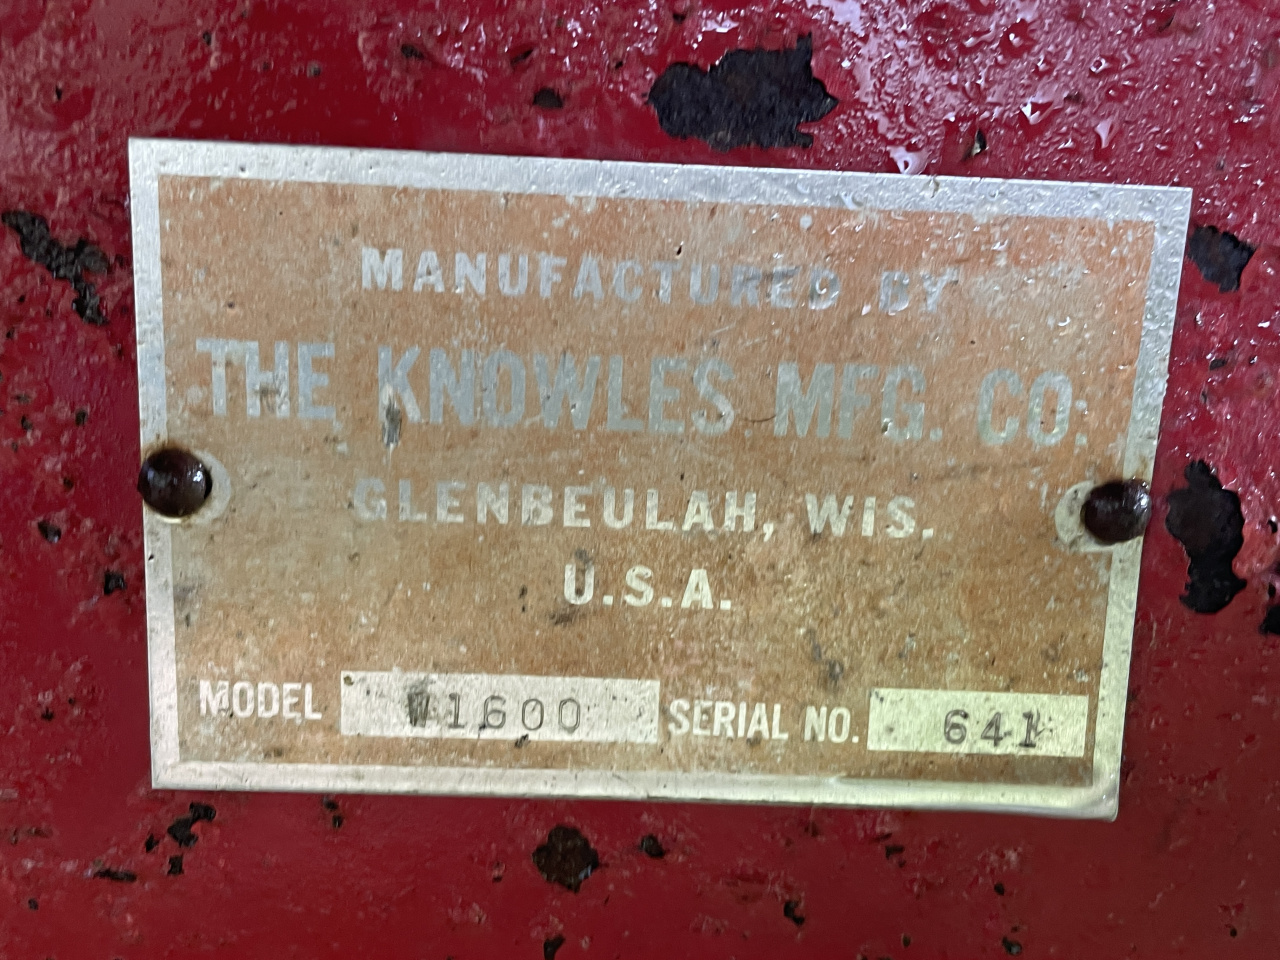 MANUFACTURED BY
THE KNOWLES MFG. CO.
GLENBEULAH, WIS.
U.S.A.
MODEL W1600 SERIAL NO. 641